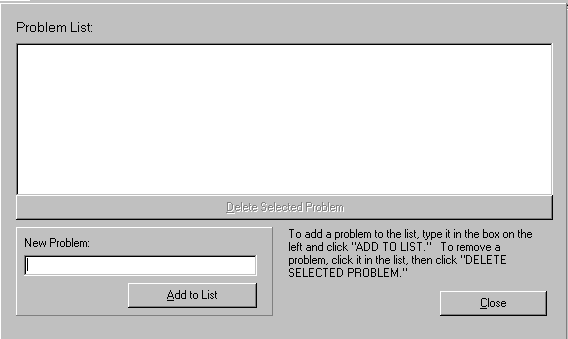 Problem List:
Delete Selected Problem
New Problem:
Add to List
To add a problem to the list, type it in the box on the
left and click "ADD TO LIST."  To remove a
problem, click it in the list, then click "DELETE
SELECTED PROBLEM."
Close